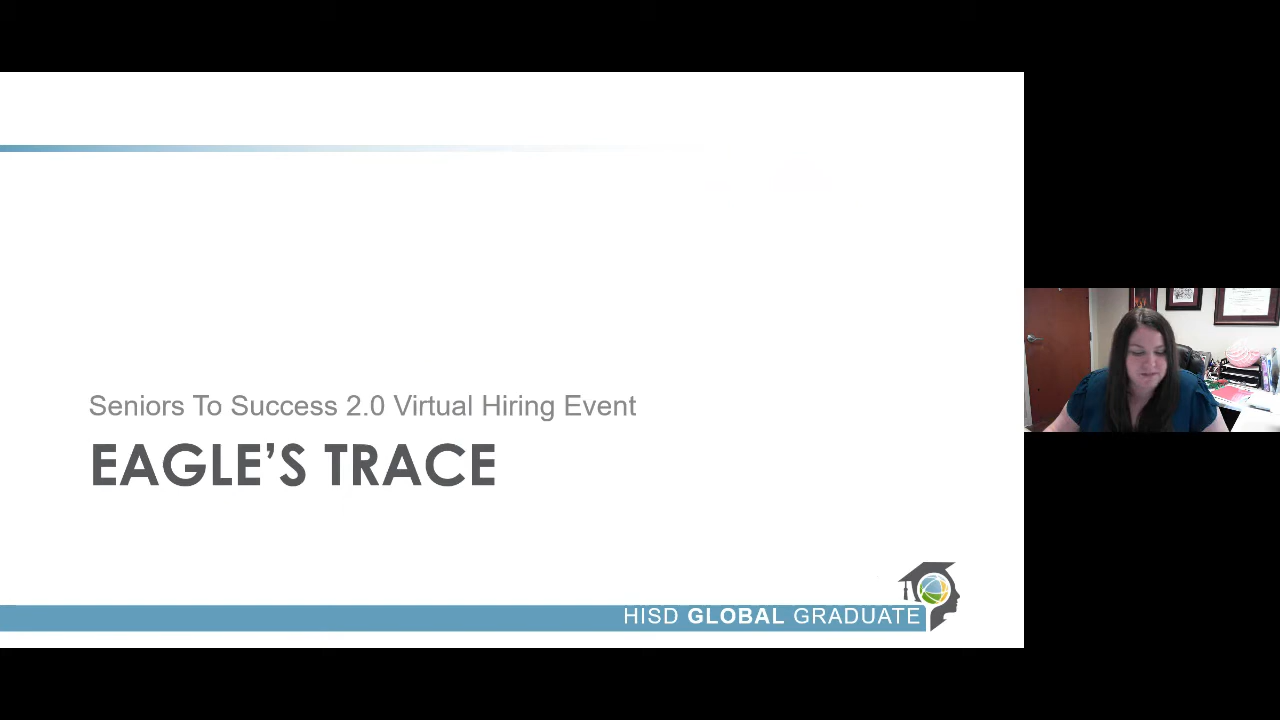 Seniors To Success 2.0 Virtual Hiring Event
EAGLE’S TRACE
HISD GLOBAL GRADUATE